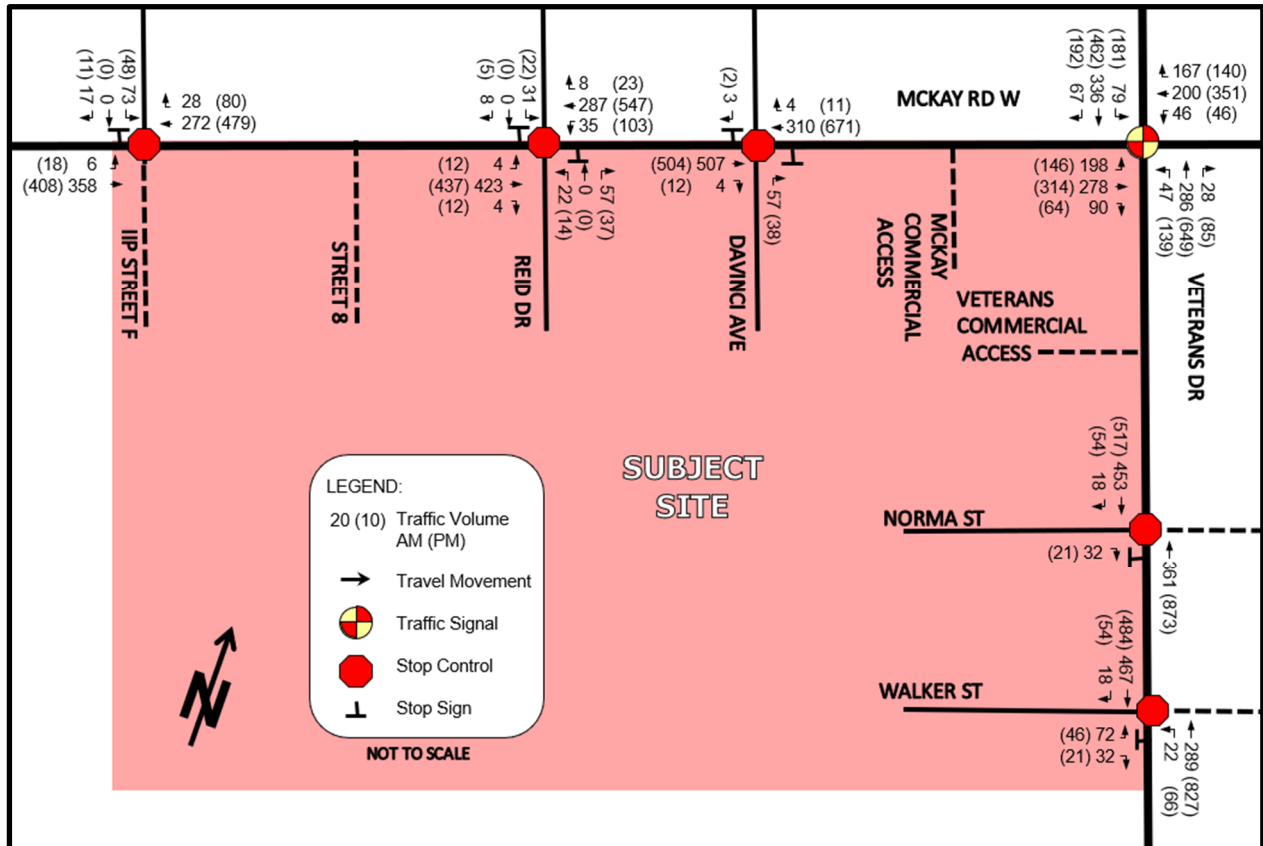 (11) 17
(0) 0
(48) 73
28 (80)
272 (479)
(18) 6
(408) 358
(5) 8
(0) 0
(22) 31
8 (23)
287 (547)
35 (103)
(12) 4
(437) 423
(12) 4
22 (14)
0 (0)
57 (37)
(2) 3
4 (11)
310 (671)
(504) 507
(12) 4
57 (38)
MCKAY RD W
(192) 67
(462) 336
(181) 79
167 (140)
200 (351)
46 (46)
(146) 198
(314) 278
(64) 90
47 (139)
286 (649)
28 (85)
IIP STREET F
STREET 8
REID DR
DAVINCI AVE
MCKAY
COMMERCIAL
ACCESS
VETERANS
COMMERCIAL
ACCESS
VETERANS DR
SUBJECT
SITE
LEGEND:
20 (10) Traffic Volume
AM (PM)
Travel Movement
Traffic Signal
Stop Control
Stop Sign
NOT TO SCALE
N
(54) 18
(517) 453
NORMA ST
(21) 32
361 (873)
(54) 18
(484) 467
WALKER ST
(46) 72
(21) 32
22 (66)
289 (827)